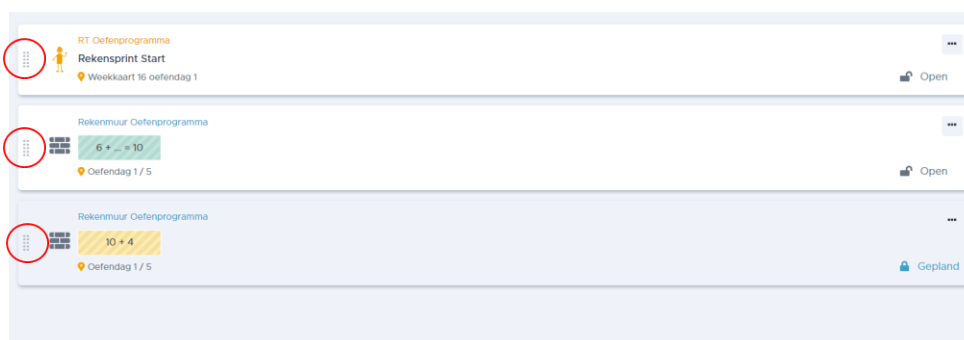 RT Oefenprogramma
Rekensprint Start
Weekkaart 16 oefendag 1
Open
Rekenmuur Oefenprogramma
6 + ... = 10
Oefendag 1 / 5
Open
Rekenmuur Oefenprogramma
10 + 4
Oefendag 1 / 5
Gepland